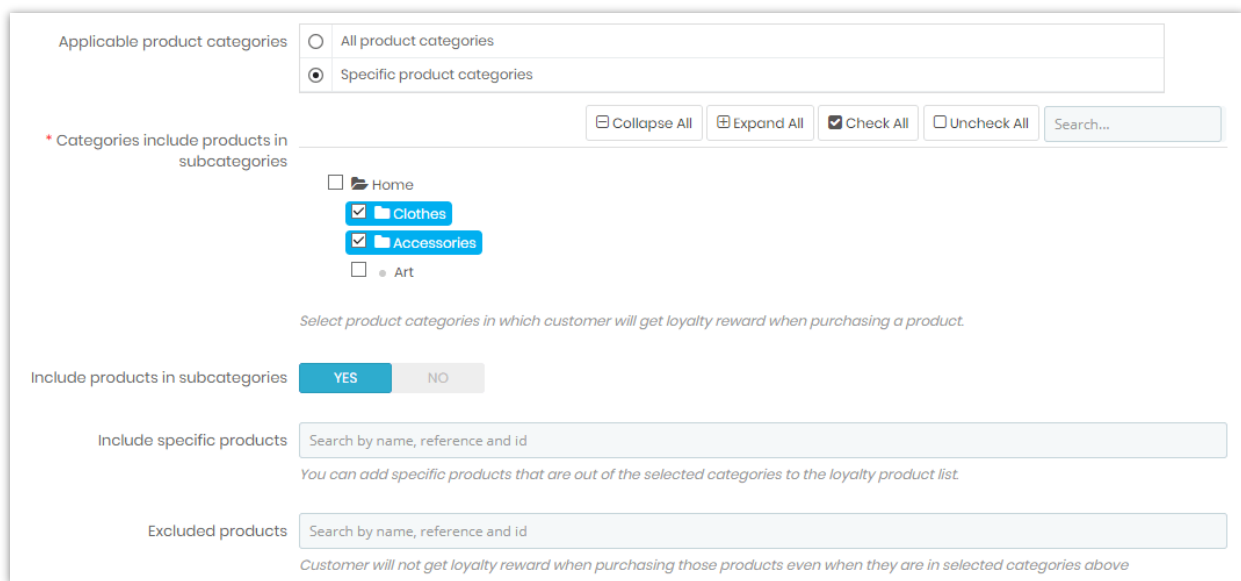 Applicable product categories
All product categories
Specific product categories
Collapse All Expand All Check All Uncheck All Search...
* Categories include products in
subcategories
Home
Clothes
Accessories
Art
Select product categories in which customer will get loyalty reward when purchasing a product.
Include products in subcategories YES NO
Include specific products Search by name, reference and id
You can add specific products that are out of the selected categories to the loyalty product list.
Excluded products Search by name, reference and id
Customer will not get loyalty reward when purchasing those products even when they are in selected categories above